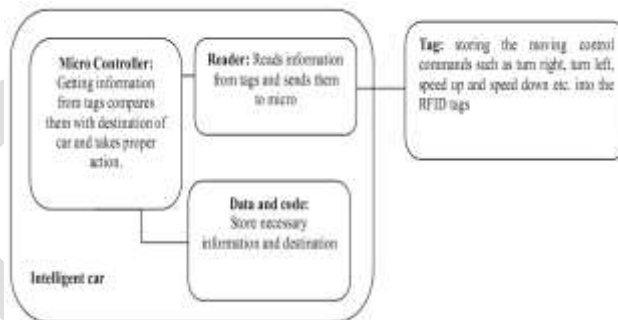 Micro Controller:
Getting information
from tags compares
them with destination of
car and takes proper
action.
Reader: Reads information
from tags and sends them
to micro
Tag: storing the moving control
commands such as turn right, turn left,
speed up and speed down etc. into the
RFID tags
Data and code:
Store necessary
information and destination
Intelligent car